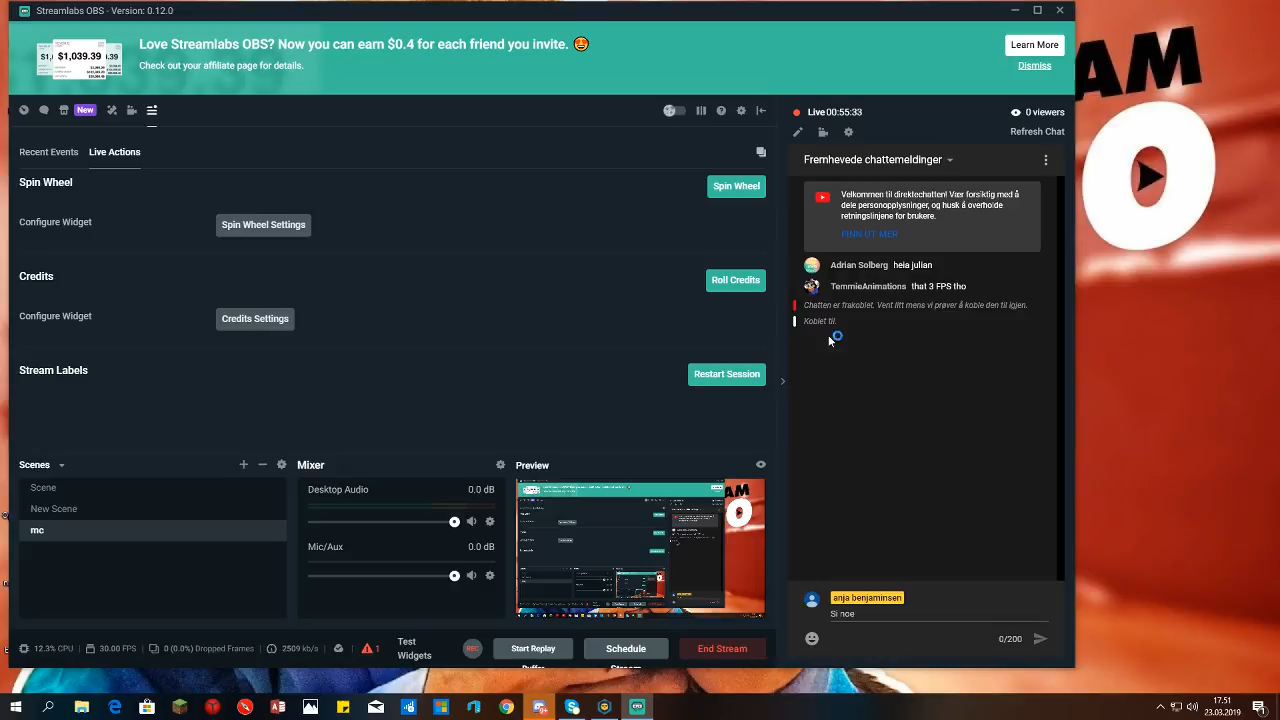 Streamlabs OBS - Version: 0.12.0
$1,039.39
Love Streamlabs OBS? Now you can earn $0.4 for each friend you invite. 🤩
Check out your affiliate page for details.
Learn More
Dismiss
New
Recent Events
Live Actions
Spin Wheel
Spin Wheel
Configure Widget
Spin Wheel Settings
Credits
Roll Credits
Configure Widget
Credits Settings
Stream Labels
Restart Session
Live 00:55:33
0 viewers
Refresh Chat
Fremhevede chattemeldinger
Velkommen til direktechatten! Vær forsiktig med å
dele personopplysninger, og husk å overholde
retningslinjene for brukere.
FINN UT MER
Adrian Solberg heia julian
TemmieAnimations that 3 FPS tho
Chatten er frakoblet. Vent litt mens vi prøver å koble den til igjen.
Koblet til.
Scenes
Scene
New Scene
mc
Mixer
Desktop Audio 0.0 dB
Mic/Aux 0.0 dB
Preview
anja benjaminsen
Si noe
0/200
12.3% CPU
30.00 FPS
0 (0.0%) Dropped Frames
2509 kb/s
1
Test
Widgets
REC
Start Replay
Buffer
Schedule
Stream
End Stream
AM
O
17.51
23.03.2019